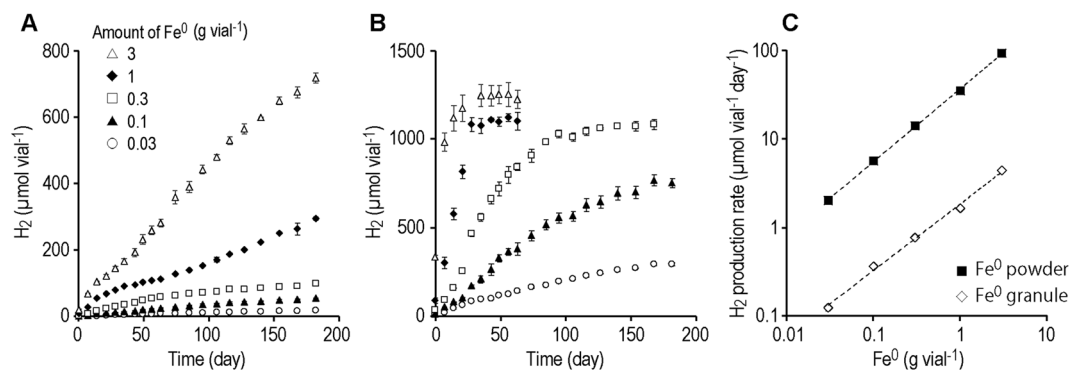 A
Amount of Fe⁰ (g vial⁻¹)
3
1
0.3
0.1
0.03
800
600
400
200
0
H₂ (μmol vial⁻¹)
0 50 100 150 200
Time (day)
B
1500
1000
500
0
H₂ (μmol vial⁻¹)
0 50 100 150 200
Time (day)
C
100
10
1
0.1
H₂ production rate (μmol vial⁻¹ day⁻¹)
Fe⁰ powder
Fe⁰ granule
0.01 0.1 1 10
Fe⁰ (g vial⁻¹)